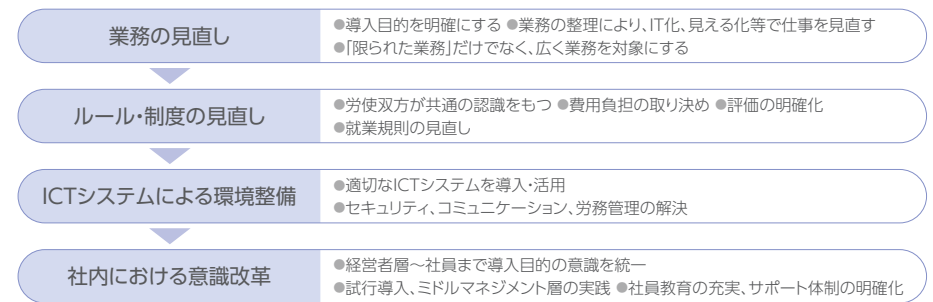 業務の見直し
●導入目的を明確にする ●業務の整理により、IT化、見える化等で仕事を見直す
●「限られた業務」だけでなく、広く業務を対象にする
ルール・制度の見直し
●労使双方が共通の認識をもつ ●費用負担の取り決め ●評価の明確化
●就業規則の見直し
ICTシステムによる環境整備
●適切なICTシステムを導入・活用
●セキュリティ、コミュニケーション、労務管理の解決
社内における意識改革
●経営者層～社員まで導入目的の意識を統一
●試行導入、ミドルマネジメント層の実践 ●社員教育の充実、サポート体制の明確化